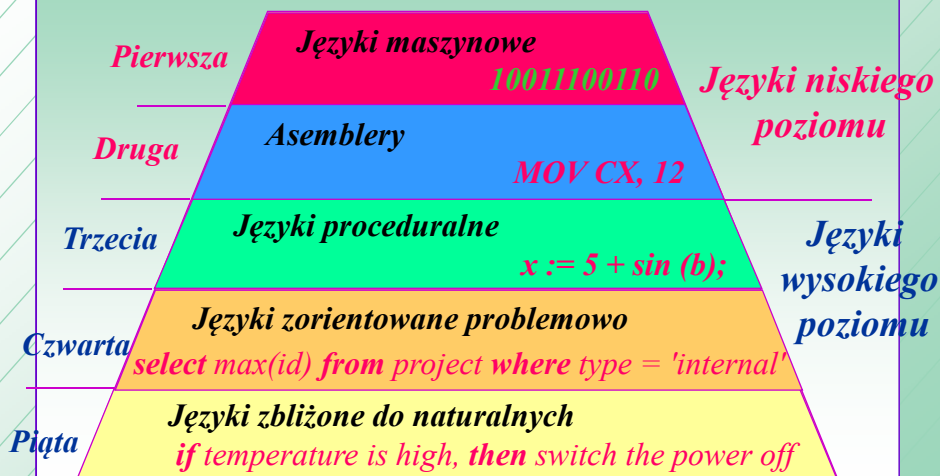 Pierwsza
Języki maszynowe
10011100110
Języki niskiego
poziomu
Druga
Asemblery
MOV CX, 12
Trzecia
Języki proceduralne
x := 5 + sin (b);
Języki
wysokiego
poziomu
Czwarta
Języki zorientowane problemowo
select max(id) from project where type = 'internal'
Piąta
Języki zbliżone do naturalnych
if temperature is high, then switch the power off